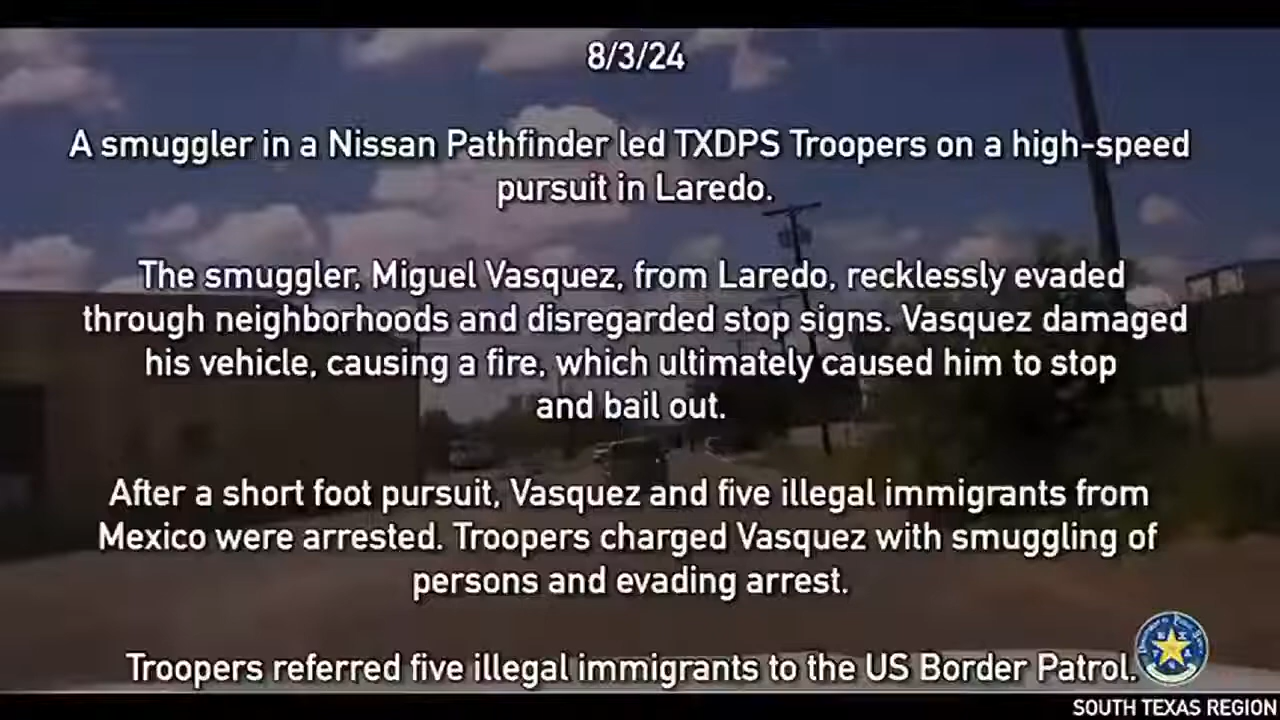 8/3/24
A smuggler in a Nissan Pathfinder led TXDPS Troopers on a high-speed
pursuit in Laredo.
The smuggler, Miguel Vasquez, from Laredo, recklessly evaded
through neighborhoods and disregarded stop signs. Vasquez damaged
his vehicle, causing a fire, which ultimately caused him to stop
and bail out.
After a short foot pursuit, Vasquez and five illegal immigrants from
Mexico were arrested. Troopers charged Vasquez with smuggling of
persons and evading arrest.
Troopers referred five illegal immigrants to the US Border Patrol.
SOUTH TEXAS REGION